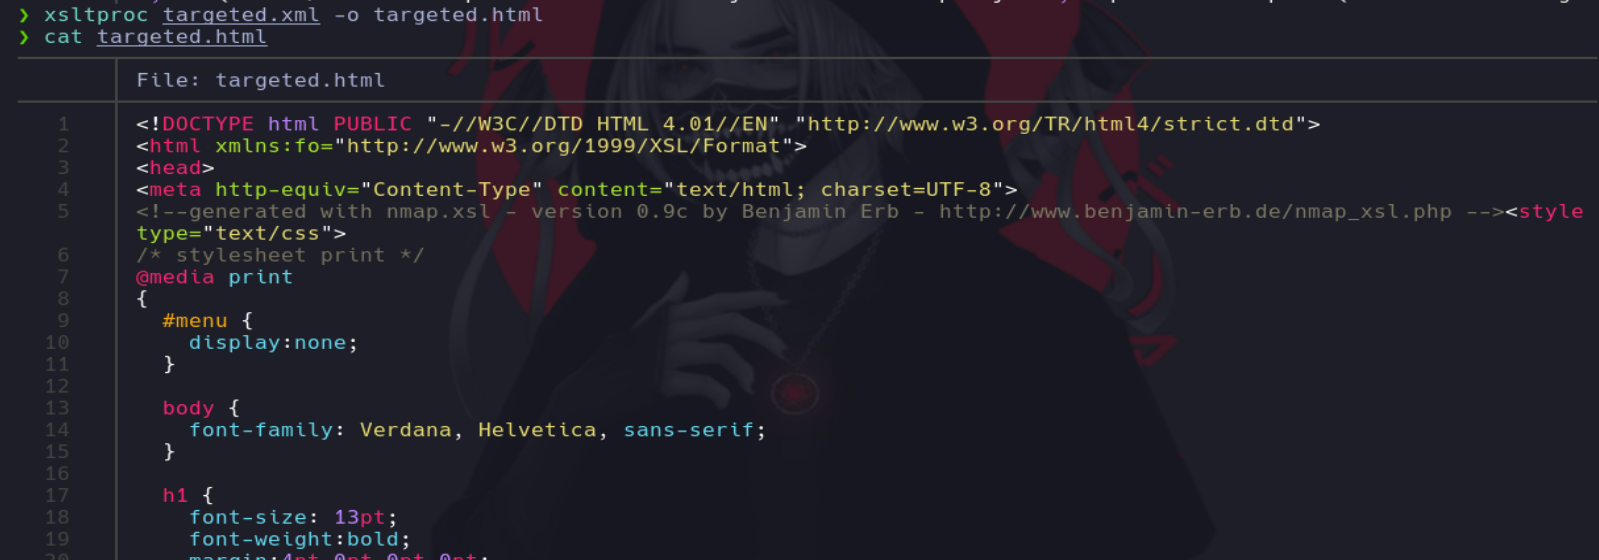 ❯ xsltproc targeted.xml -o targeted.html
❯ cat targeted.html
File: targeted.html
1 <!DOCTYPE html PUBLIC "-//W3C//DTD HTML 4.01//EN" "http://www.w3.org/TR/html4/strict.dtd">
2 <html xmlns:fo="http://www.w3.org/1999/XSL/Format">
3 <head>
4 <meta http-equiv="Content-Type" content="text/html; charset=UTF-8">
5 <!--generated with nmap.xsl - version 0.9c by Benjamin Erb - http://www.benjamin-erb.de/nmap_xsl.php --><style
type="text/css">
6 /* stylesheet print */
7 @media print
8 {
9   #menu {
10     display:none;
11   }
12
13   body {
14     font-family: Verdana, Helvetica, sans-serif;
15   }
16
17   h1 {
18     font-size: 13pt;
19     font-weight:bold;
20     margin:4pt 0pt 0pt 0pt;